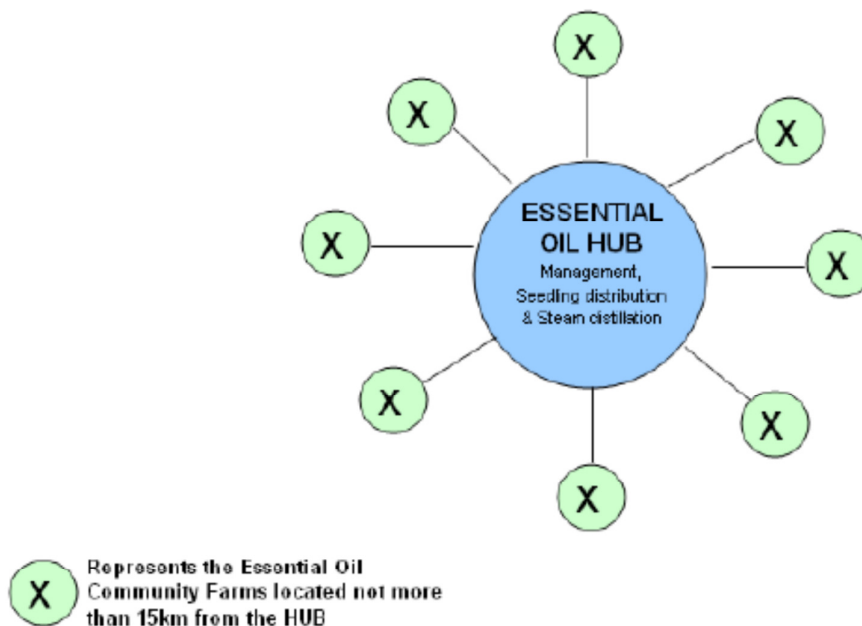 X
X
X
ESSENTIAL
OIL HUB
Management,
Seedling distribution
& Steam distillation
X
X
X
X
X
X
Represents the Essential Oil
Community Farms located not more
than 15km from the HUB